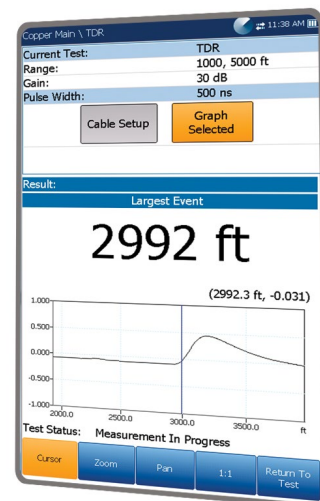 Copper Main \ TDR 11:38 AM
Current Test: TDR
Range: 1000, 5000 ft
Gain: 30 dB
Pulse Width: 500 ns
Cable Setup
Graph Selected
Result:
Largest Event
2992 ft
(2992.3 ft, -0.031)
1.000
0.500
0.000
-0.500
-1.000
2000.0 2500.0 3000.0 3500.0 ft
Test Status: Measurement In Progress
Cursor Zoom Pan 1:1 Return To Test